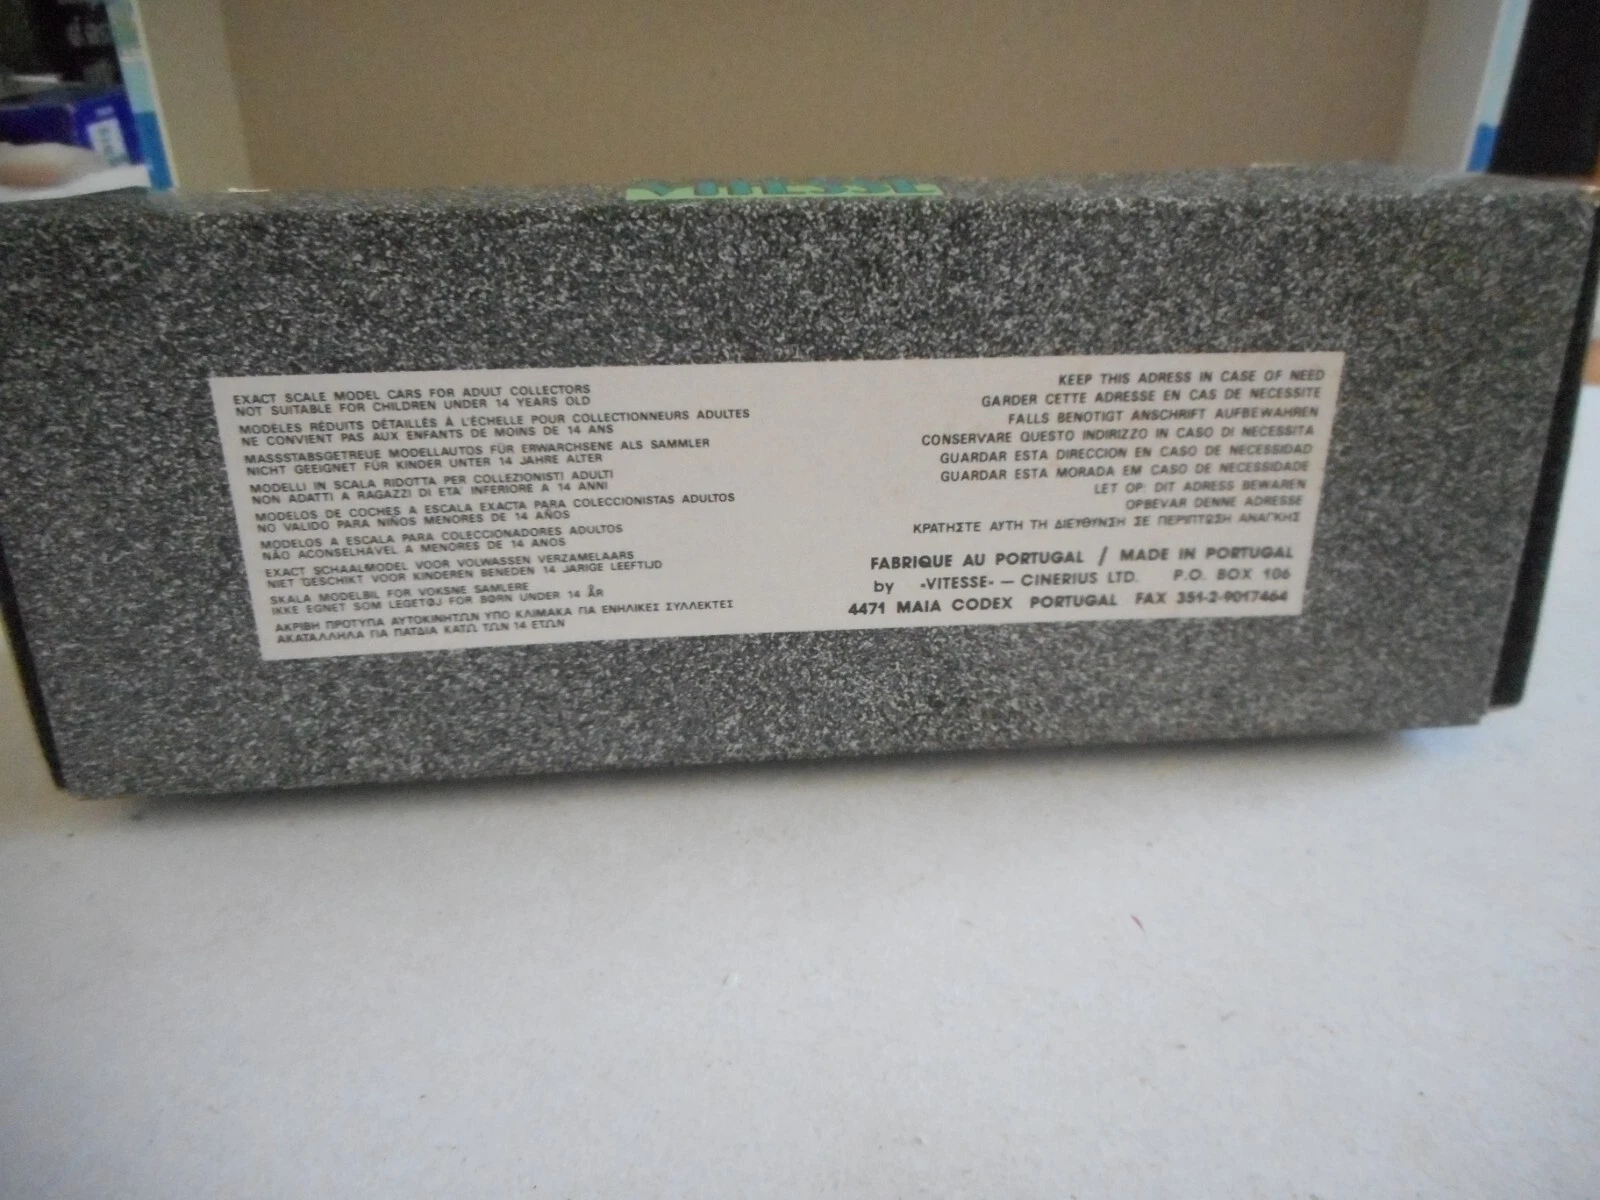 VITESSE
EXACT SCALE MODEL CARS FOR ADULT COLLECTORS
NOT SUITABLE FOR CHILDREN UNDER 14 YEARS OLD
MODÈLES RÉDUITS DÉTAILLÉS À L'ÉCHELLE POUR COLLECTIONNEURS ADULTES
NE CONVIENT PAS AUX ENFANTS DE MOINS DE 14 ANS
MASSSTABSGETREUE MODELLAUTOS FÜR ERWARCHSENE ALS SAMMLER
NICHT GEEIGNET FÜR KINDER UNTER 14 JAHRE ALTER
MODELLI IN SCALA RIDOTTA PER COLLEZIONISTI ADULTI
NON ADATTI A RAGAZZI DI ETA' INFERIORE A 14 ANNI
MODELOS DE COCHES A ESCALA EXACTA PARA COLECCIONISTAS ADULTOS
NO VALIDO PARA NIÑOS MENORES DE 14 AÑOS
MODELOS A ESCALA PARA COLECCIONADORES ADULTOS
NÃO ACONSELHÁVEL A MENORES DE 14 ANOS
EXACT SCHAALMODEL VOOR VOLWASSEN VERZAMELAARS
NIET GESCHIKT VOOR KINDEREN BENEDEN 14 JARIGE LEEFTIJD
SKALA MODELBIL FOR VOKSNE SAMLERE
IKKE EGNET SOM LEGETØJ FOR BØRN UNDER 14 ÅR
ΑΚΡΙΒΗ ΠΡΟΤΥΠΑ ΑΥΤΟΚΙΝΗΤΩΝ ΥΠΟ ΚΛΙΜΑΚΑ ΓΙΑ ΕΝΗΛΙΚΕΣ ΣΥΛΛΕΚΤΕΣ
ΑΚΑΤΑΛΛΗΛΑ ΓΙΑ ΠΑΤΔΙΑ ΚΑΤΩ ΤΩΝ 14 ΕΤΩΝ
KEEP THIS ADRESS IN CASE OF NEED
GARDER CETTE ADRESSE EN CAS DE NECESSITE
FALLS BENOTIGT ANSCHRIFT AUFBEWAHREN
CONSERVARE QUESTO INDIRIZZO IN CASO DI NECESSITA
GUARDAR ESTA DIRECCION EN CASO DE NECESSIDAD
GUARDAR ESTA MORADA EM CASO DE NECESSIDADE
LET OP: DIT ADRESS BEWAREN
OPBEVAR DENNE ADRESSE
ΚΡΑΤΗΣΤΕ ΑΥΤΗ ΤΗ ΔΙΕΥΘΥΝΣΗ ΣΕ ΠΕΡΙΠΤΩΣΗ ΑΝΑΓΚΗΣ
FABRIQUE AU PORTUGAL / MADE IN PORTUGAL
by -VITESSE- — CINERIUS LTD. P.O. BOX 106
4471 MAIA CODEX PORTUGAL FAX 351-2-9017464